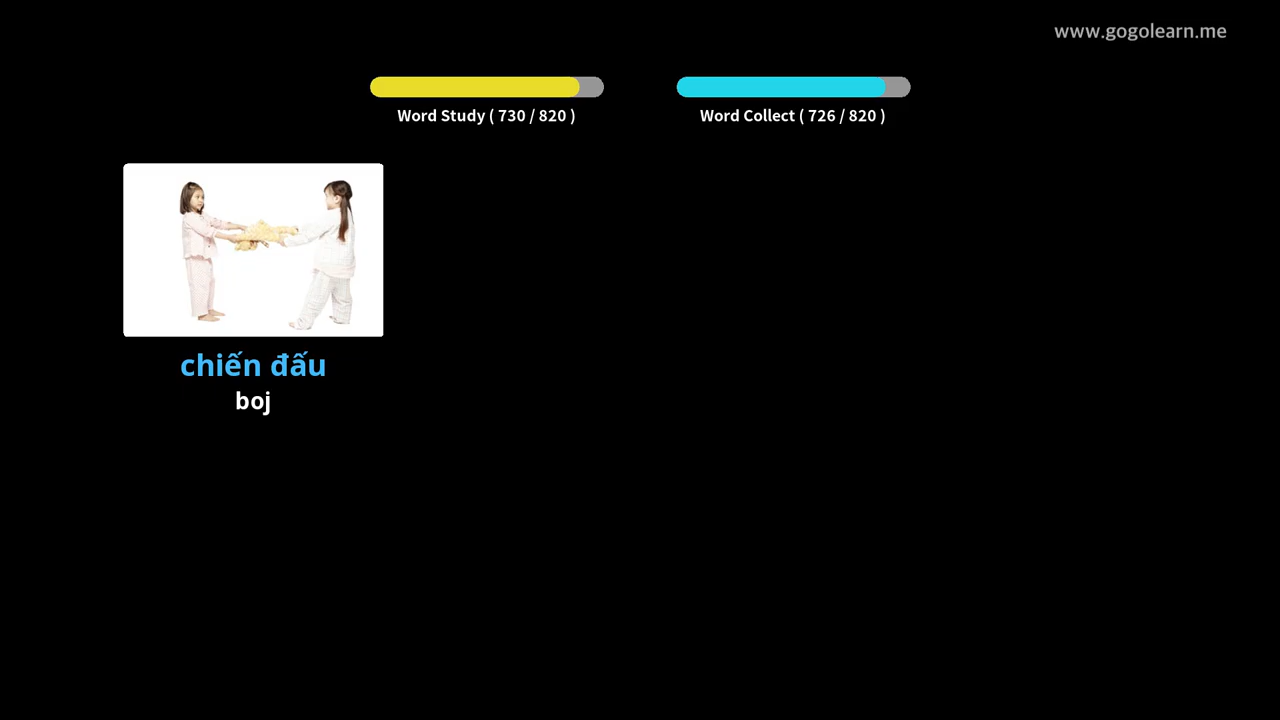 www.gogolearn.me
Word Study ( 730 / 820 )
Word Collect ( 726 / 820 )
chiến đấu
boj